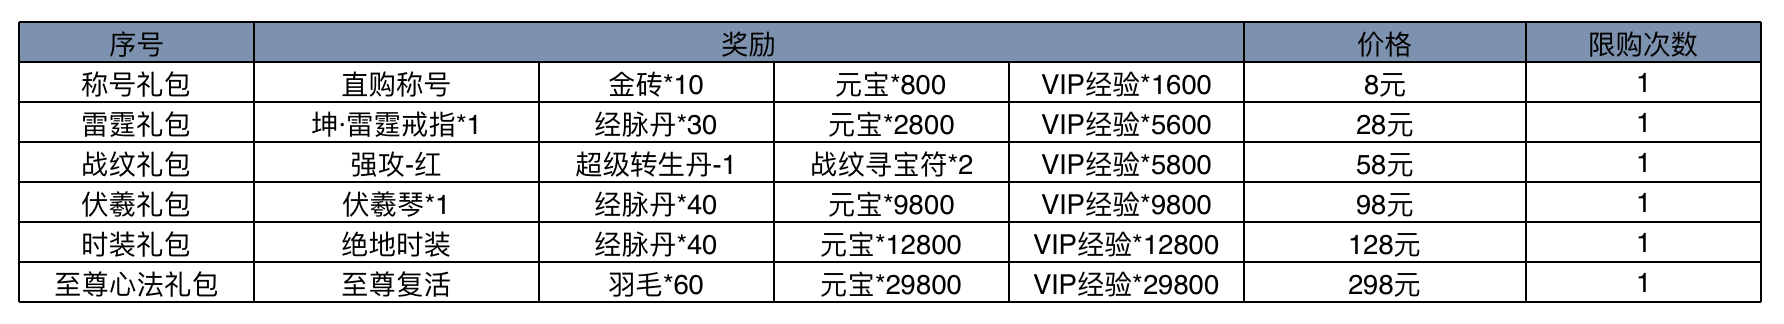 序号 奖励 价格 限购次数
称号礼包 直购称号 金砖*10 元宝*800 VIP经验*1600 8元 1
雷霆礼包 坤·雷霆戒指*1 经脉丹*30 元宝*2800 VIP经验*5600 28元 1
战纹礼包 强攻-红 超级转生丹-1 战纹寻宝符*2 VIP经验*5800 58元 1
伏羲礼包 伏羲琴*1 经脉丹*40 元宝*9800 VIP经验*9800 98元 1
时装礼包 绝地时装 经脉丹*40 元宝*12800 VIP经验*12800 128元 1
至尊心法礼包 至尊复活 羽毛*60 元宝*29800 VIP经验*29800 298元 1